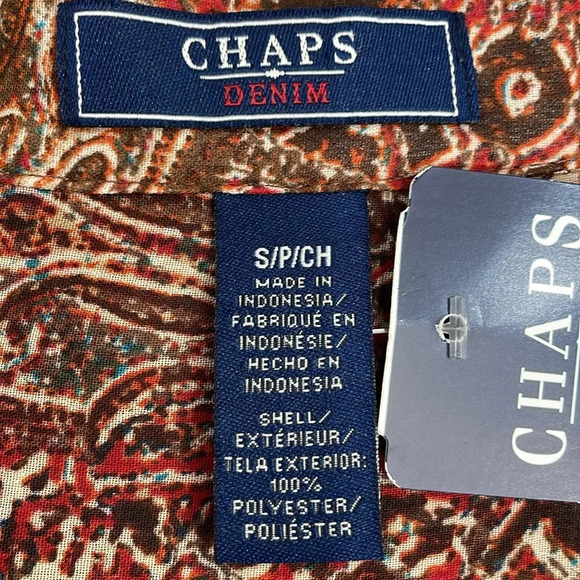 CHAPS
DENIM
S/P/CH
MADE IN
INDONESIA/
FABRIQUÉ EN
INDONÉSIE/
HECHO EN
INDONESIA
SHELL/
EXTÉRIEUR/
TELA EXTERIOR:
100%
POLYESTER/
POLIÉSTER
CHAPS